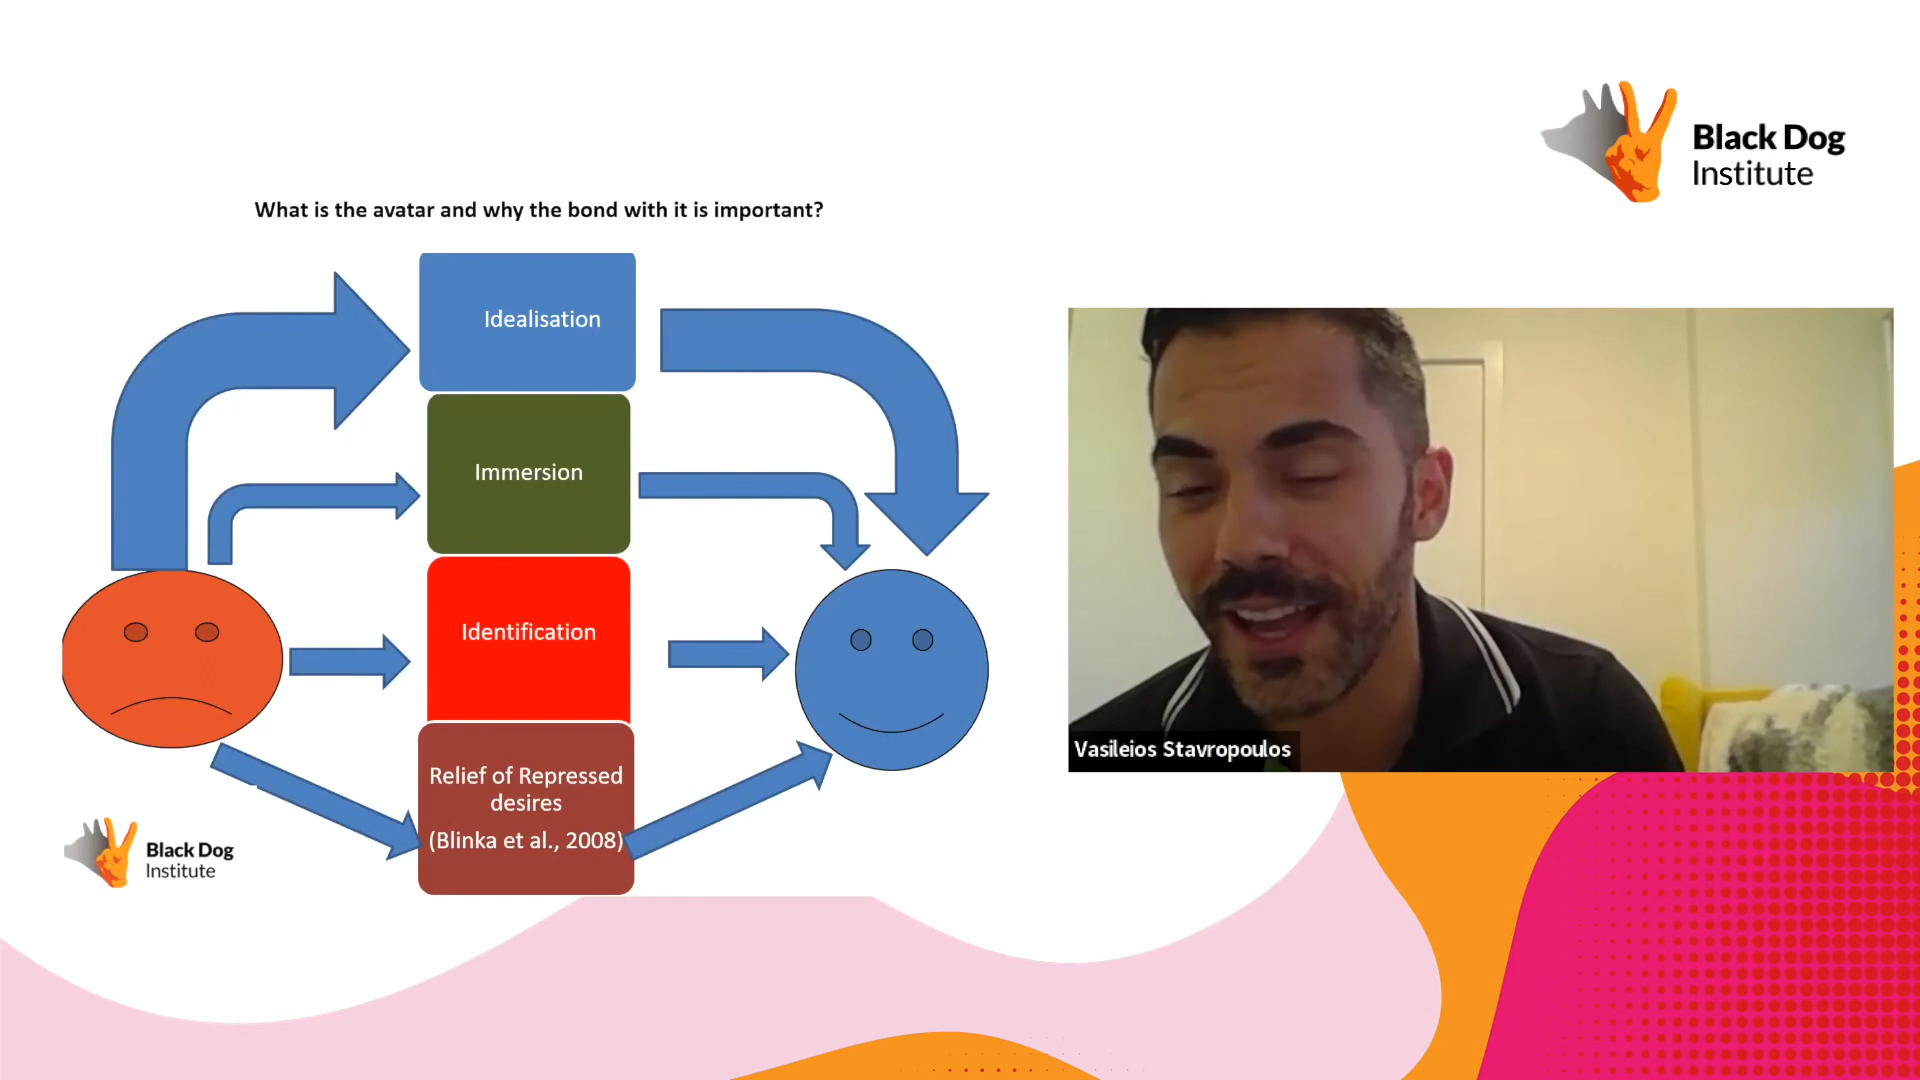 Black Dog
Institute
What is the avatar and why the bond with it is important?
Idealisation
Immersion
Identification
Relief of Repressed
desires
(Blinka et al., 2008)
Black Dog
Institute
Vasileios Stavropoulos